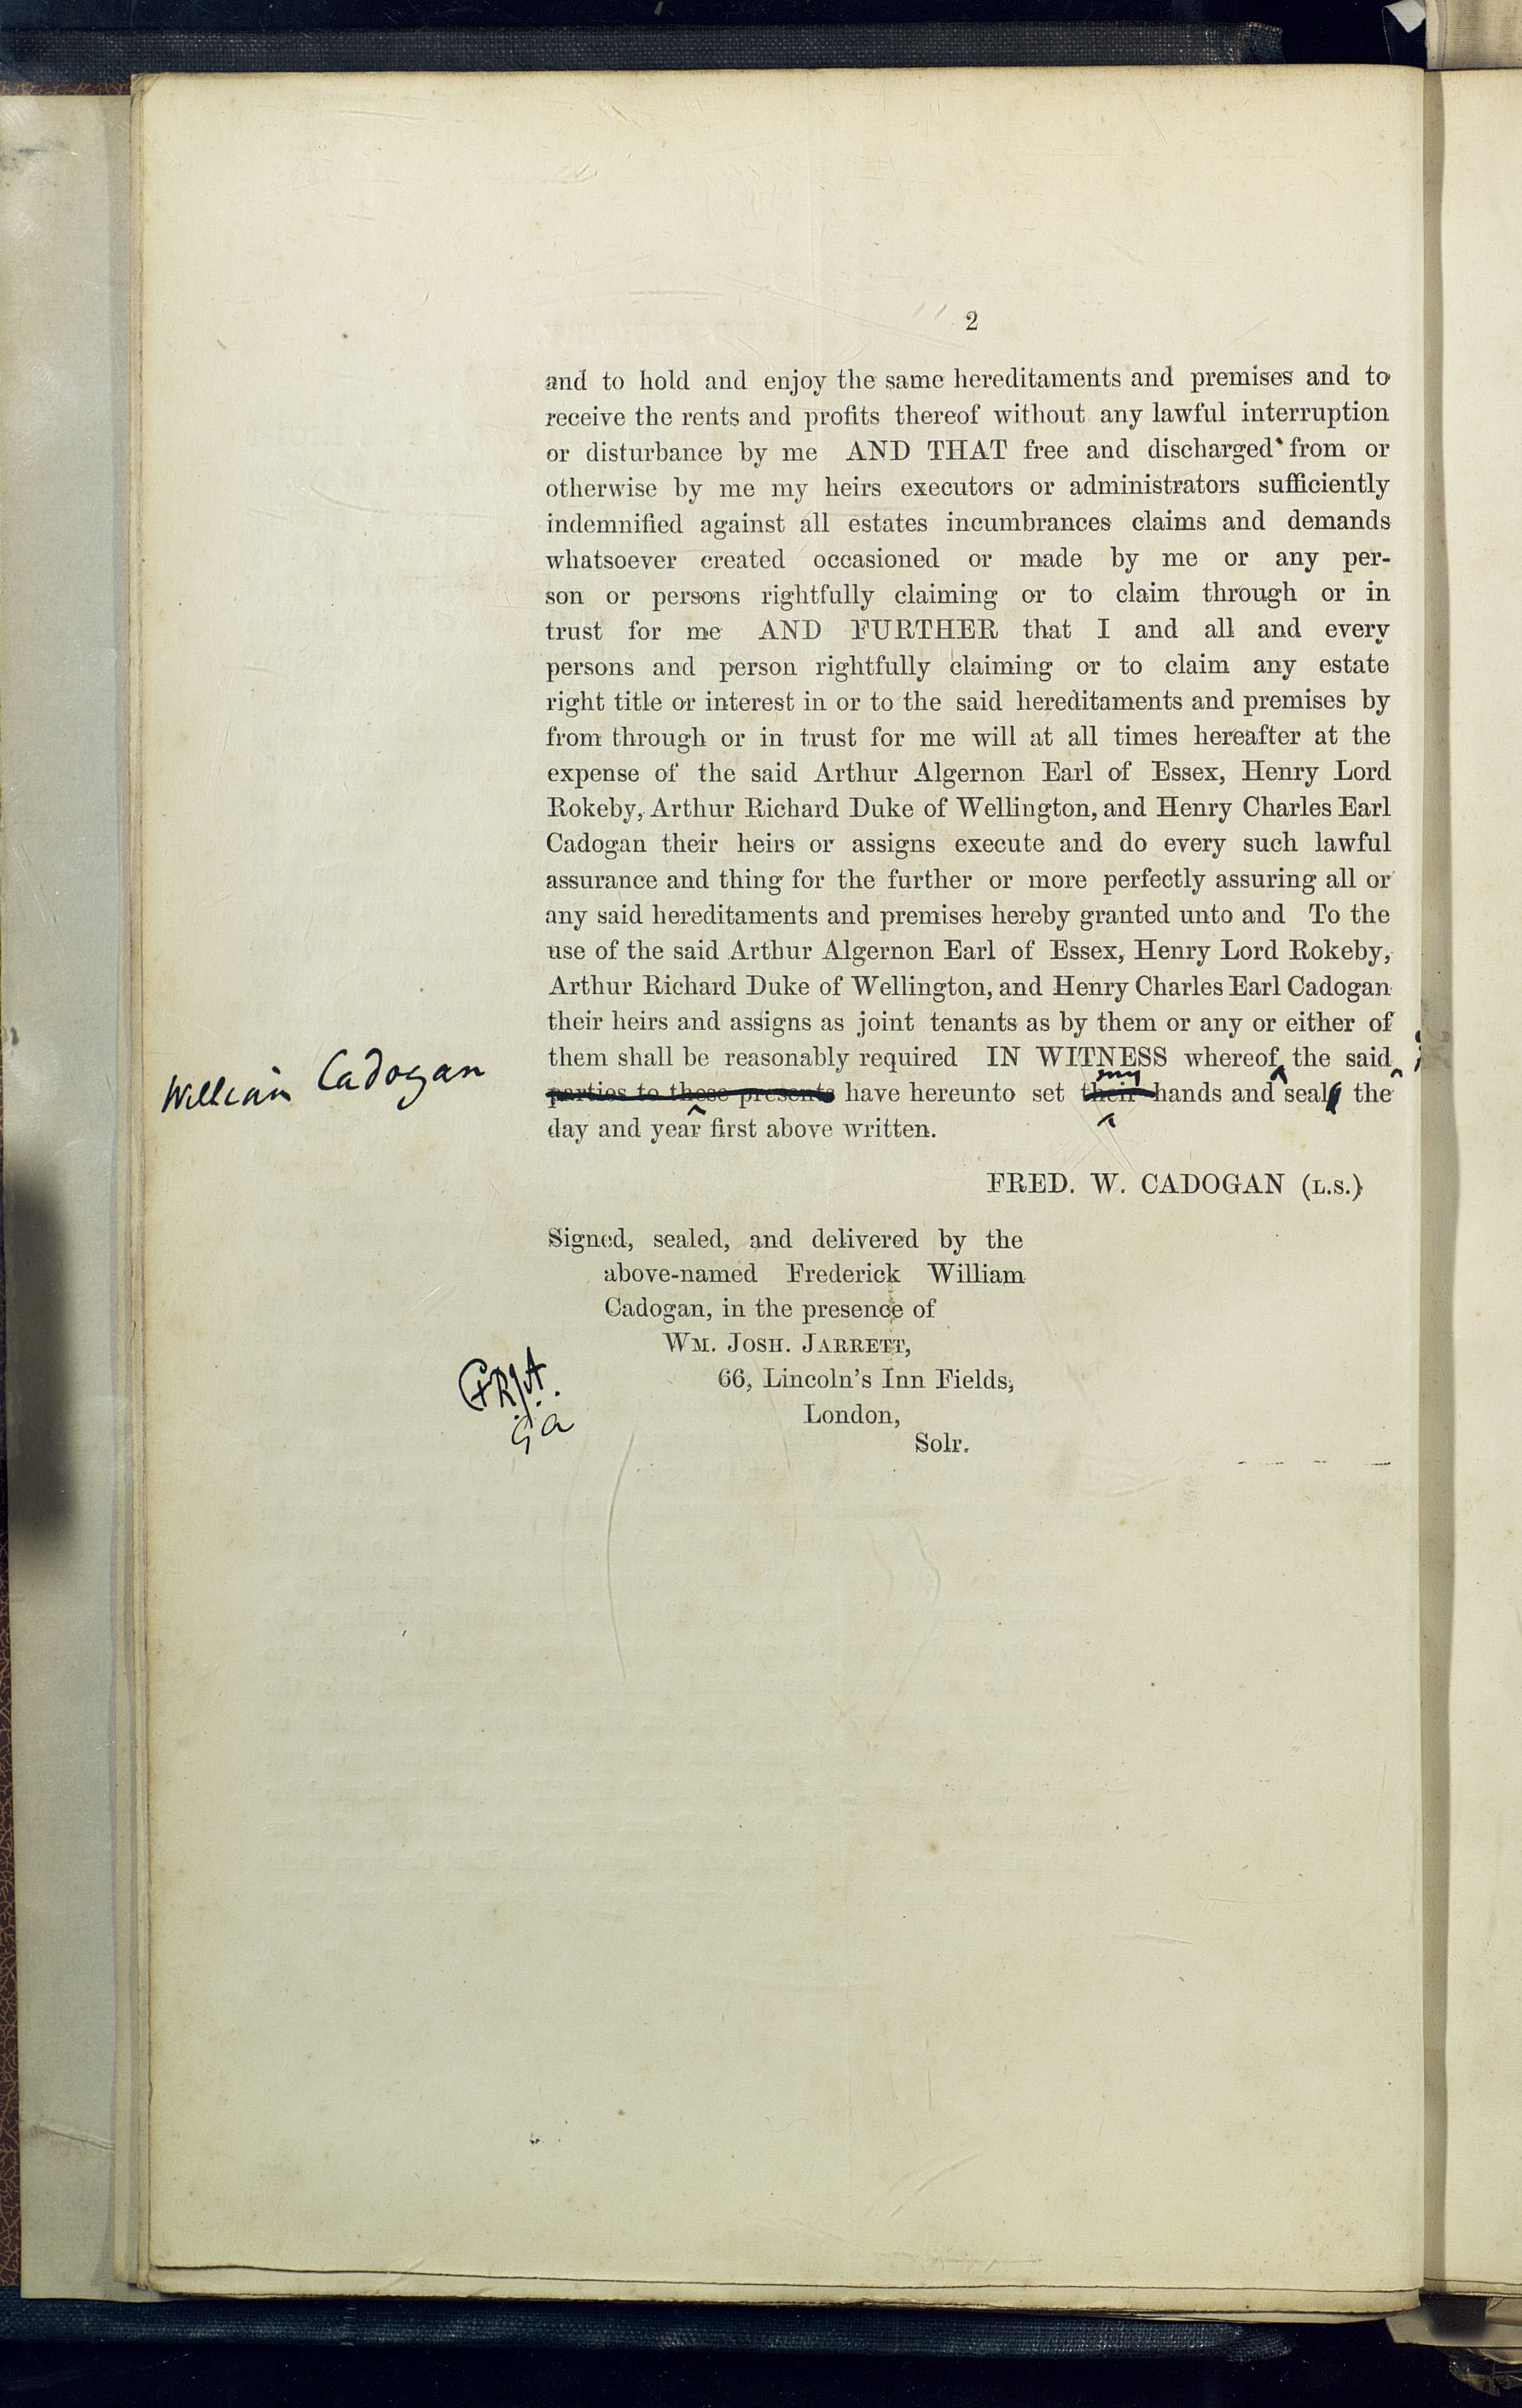 2
and to hold and enjoy the same hereditaments and premises and to
receive the rents and profits thereof without any lawful interruption
or disturbance by me AND THAT free and discharged from or
otherwise by me my heirs executors or administrators sufficiently
indemnified against all estates incumbrances claims and demands
whatsoever created occasioned or made by me or any per-
son or persons rightfully claiming or to claim through or in
trust for me AND FURTHER that I and all and every
persons and person rightfully claiming or to claim any estate
right title or interest in or to the said hereditaments and premises by
from through or in trust for me will at all times hereafter at the
expense of the said Arthur Algernon Earl of Essex, Henry Lord
Rokeby, Arthur Richard Duke of Wellington, and Henry Charles Earl
Cadogan their heirs or assigns execute and do every such lawful
assurance and thing for the further or more perfectly assuring all or
any said hereditaments and premises hereby granted unto and To the
use of the said Arthur Algernon Earl of Essex, Henry Lord Rokeby,
Arthur Richard Duke of Wellington, and Henry Charles Earl Cadogan
their heirs and assigns as joint tenants as by them or any or either of
them shall be reasonably required IN WITNESS whereof the said
William Cadogan
my
parties to these presents have hereunto set their hands and seal the
day and year first above written.
FRED. W. CADOGAN (L.S.)
Signed, sealed, and delivered by the
above-named Frederick William
Cadogan, in the presence of
WM. JOSH. JARRETT,
66, Lincoln's Inn Fields,
London,
Solr.